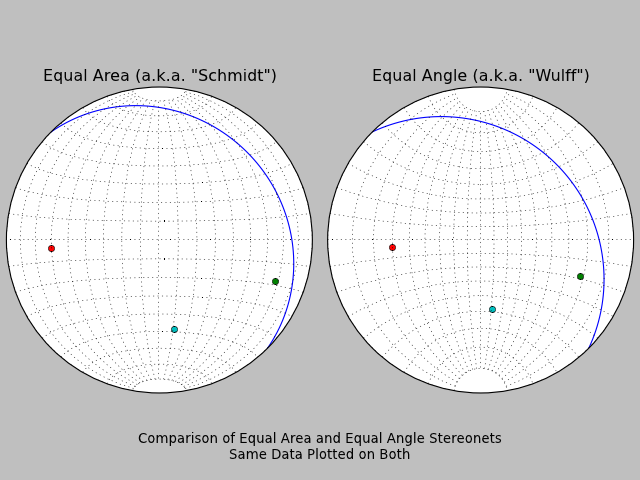 Equal Area (a.k.a. "Schmidt")
Equal Angle (a.k.a. "Wulff")
Comparison of Equal Area and Equal Angle Stereonets
Same Data Plotted on Both